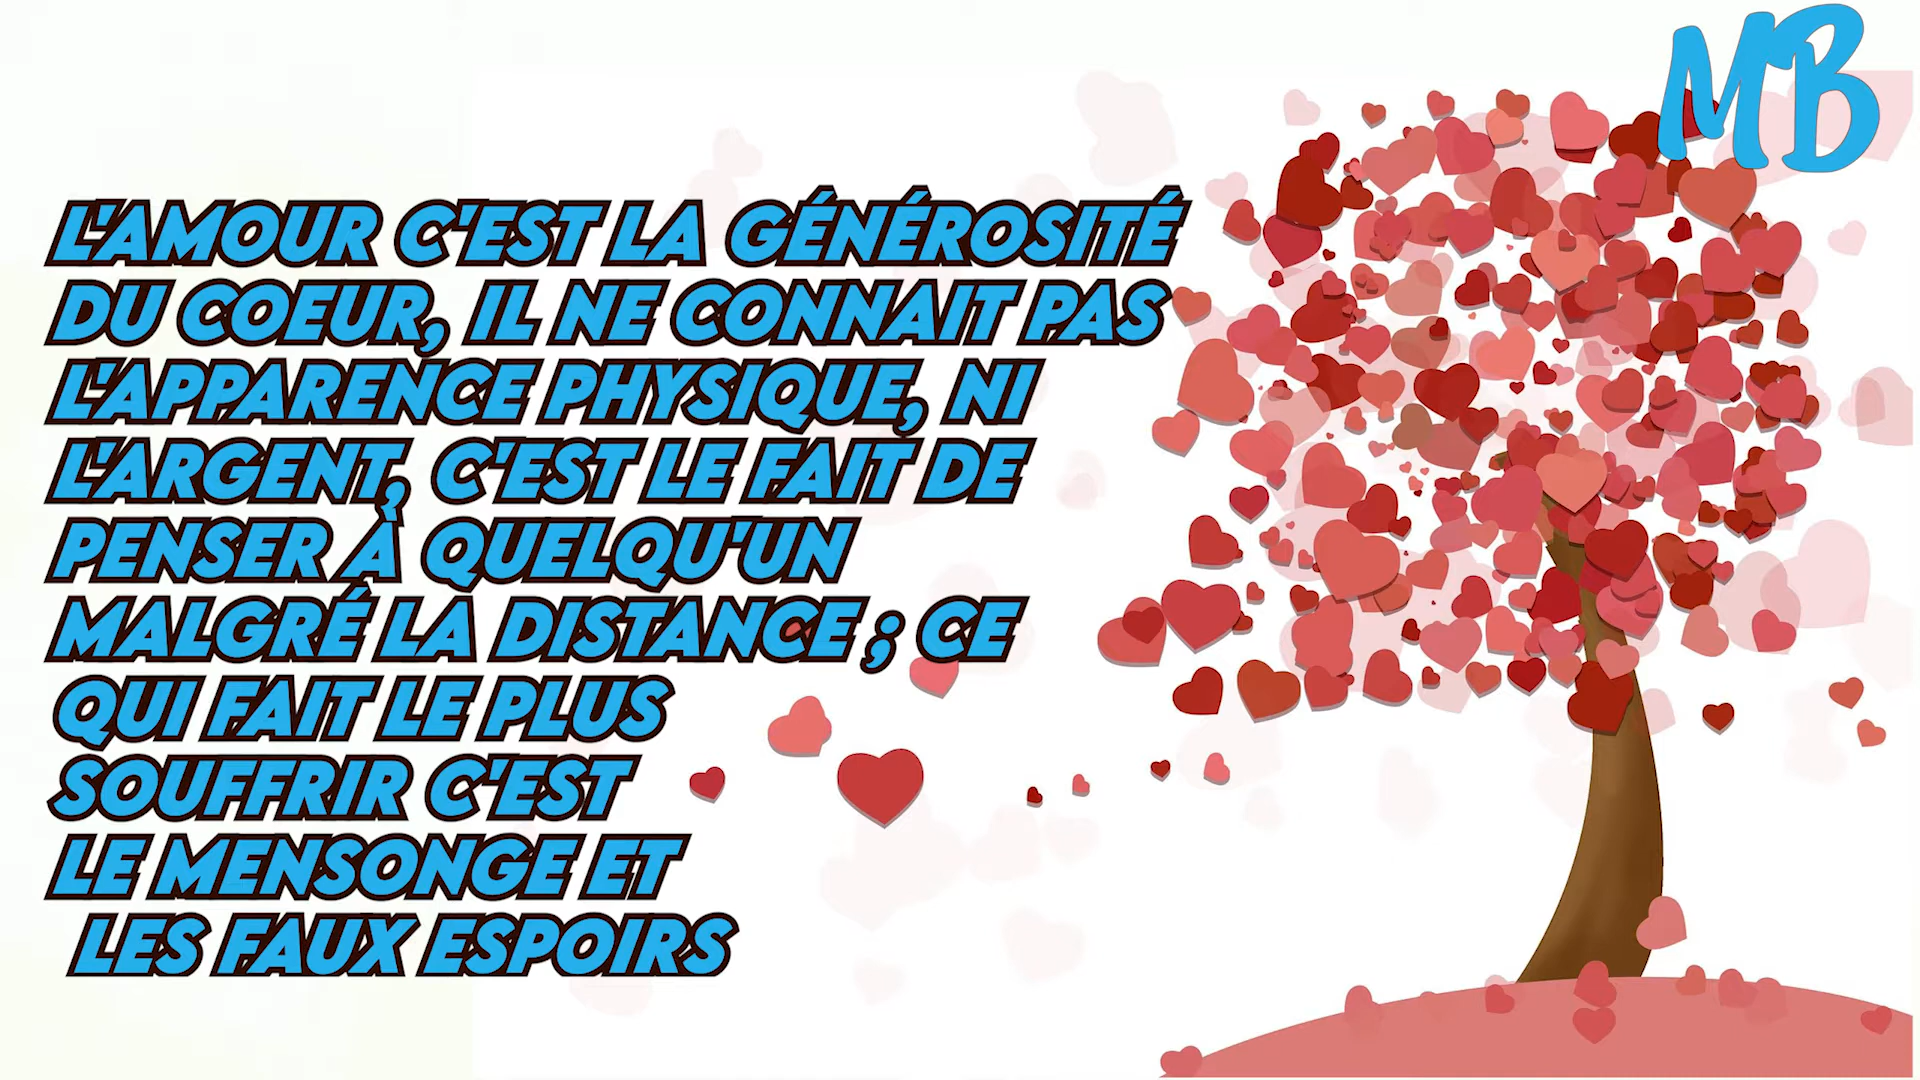 MB
L'AMOUR C'EST LA GÉNÉROSITÉ
DU COEUR, IL NE CONNAIT PAS
L'APPARENCE PHYSIQUE, NI
L'ARGENT, C'EST LE FAIT DE
PENSER À QUELQU'UN
MALGRÉ LA DISTANCE ; CE
QUI FAIT LE PLUS
SOUFFRIR C'EST
LE MENSONGE ET
LES FAUX ESPOIRS